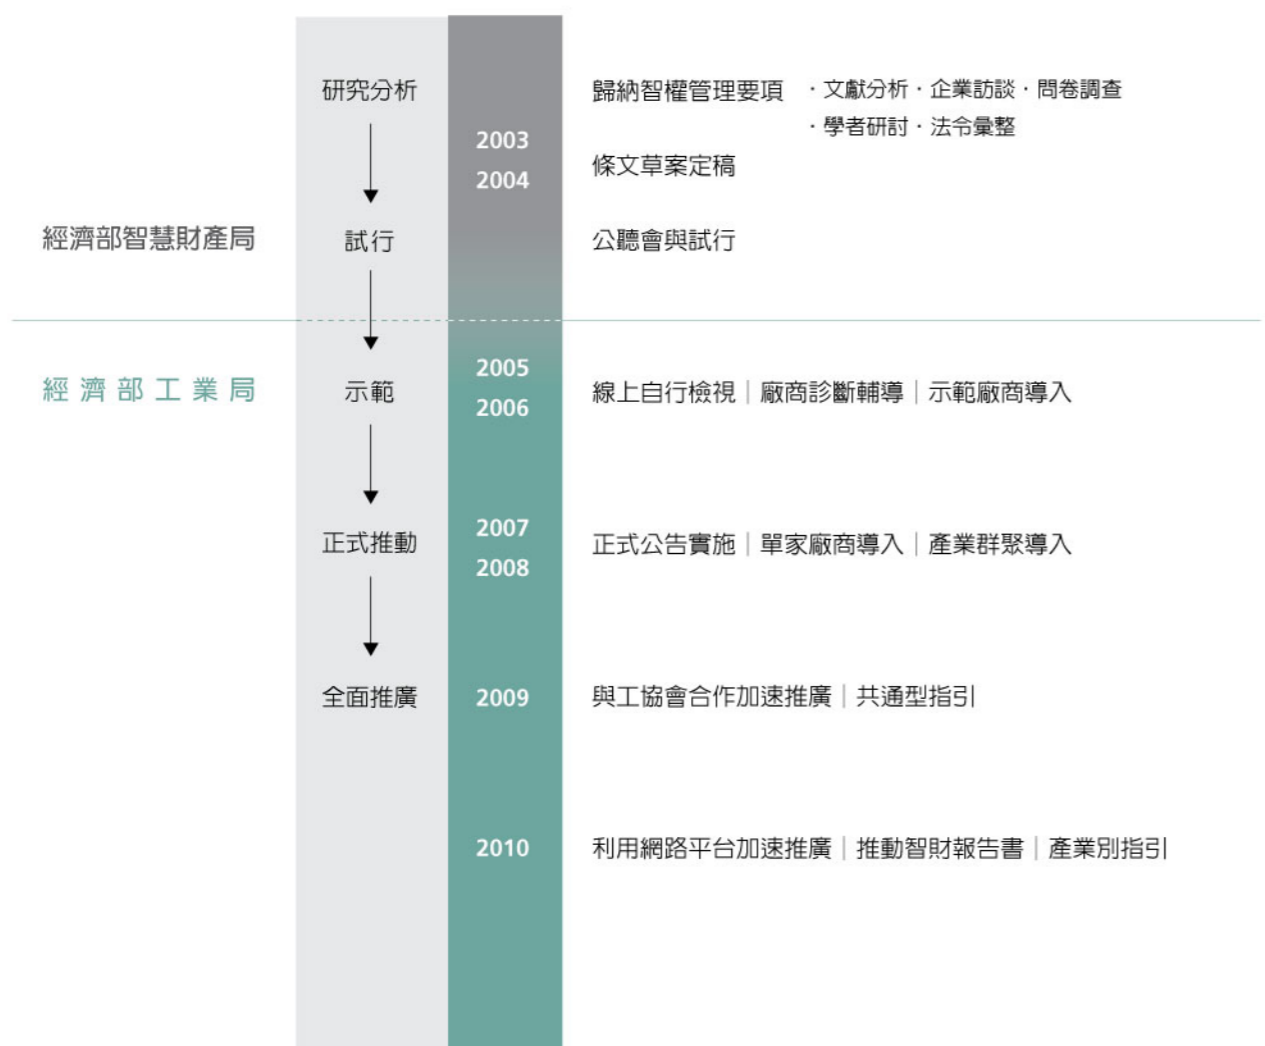 研究分析
歸納智權管理要項 ‧文獻分析‧企業訪談‧問卷調查
‧學者研討‧法令彙整
2003
2004
條文草案定稿
經濟部智慧財產局
試行
公聽會與試行
經濟部工業局
示範
2005
2006
線上自行檢視│廠商診斷輔導│示範廠商導入
正式推動
2007
2008
正式公告實施│單家廠商導入│產業群聚導入
全面推廣
2009
與工協會合作加速推廣│共通型指引
2010
利用網路平台加速推廣│推動智財報告書│產業別指引